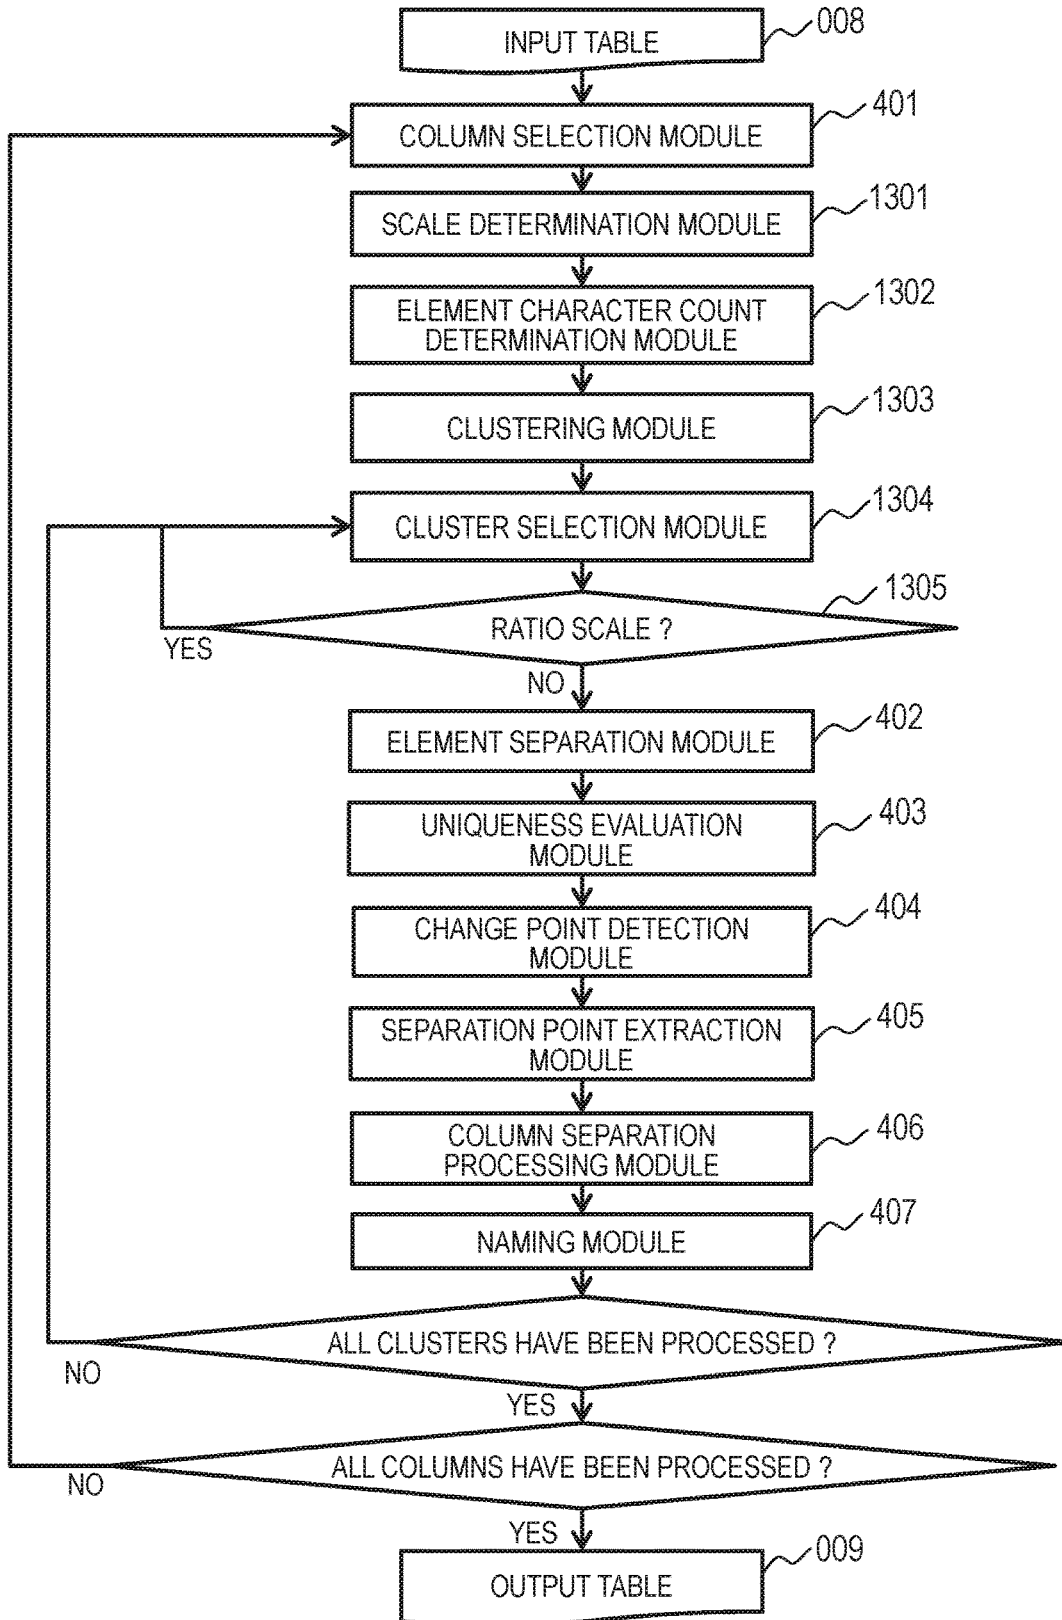 INPUT TABLE
008
COLUMN SELECTION MODULE
401
SCALE DETERMINATION MODULE
1301
ELEMENT CHARACTER COUNT
DETERMINATION MODULE
1302
CLUSTERING MODULE
1303
CLUSTER SELECTION MODULE
1304
RATIO SCALE ?
1305
YES
NO
ELEMENT SEPARATION MODULE
402
UNIQUENESS EVALUATION
MODULE
403
CHANGE POINT DETECTION
MODULE
404
SEPARATION POINT EXTRACTION
MODULE
405
COLUMN SEPARATION
PROCESSING MODULE
406
NAMING MODULE
407
ALL CLUSTERS HAVE BEEN PROCESSED ?
NO
YES
ALL COLUMNS HAVE BEEN PROCESSED ?
NO
YES
OUTPUT TABLE
009